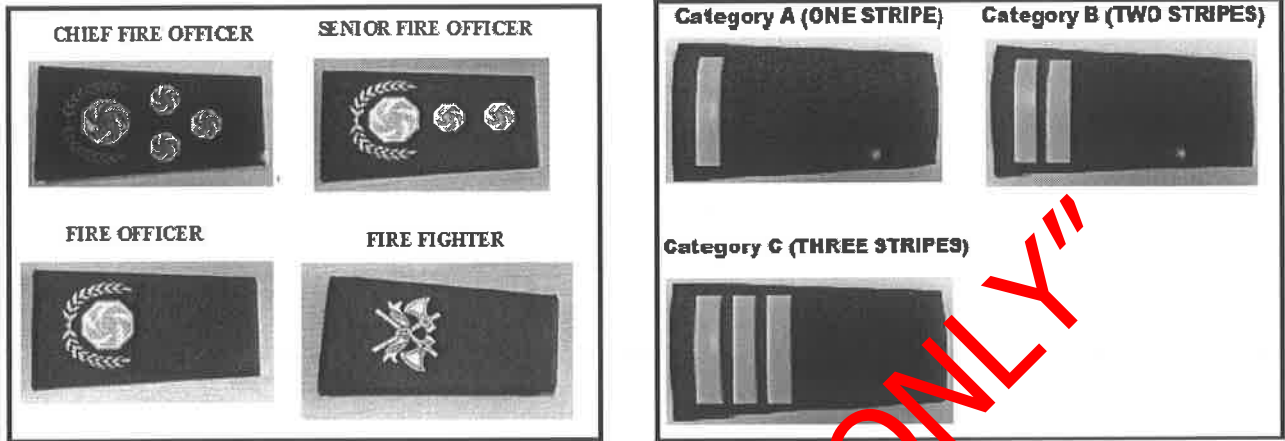 CHIEF FIRE OFFICER
SENIOR FIRE OFFICER
FIRE OFFICER
FIRE FIGHTER
Category A (ONE STRIPE)
Category B (TWO STRIPES)
Category C (THREE STRIPES)
ONLY"